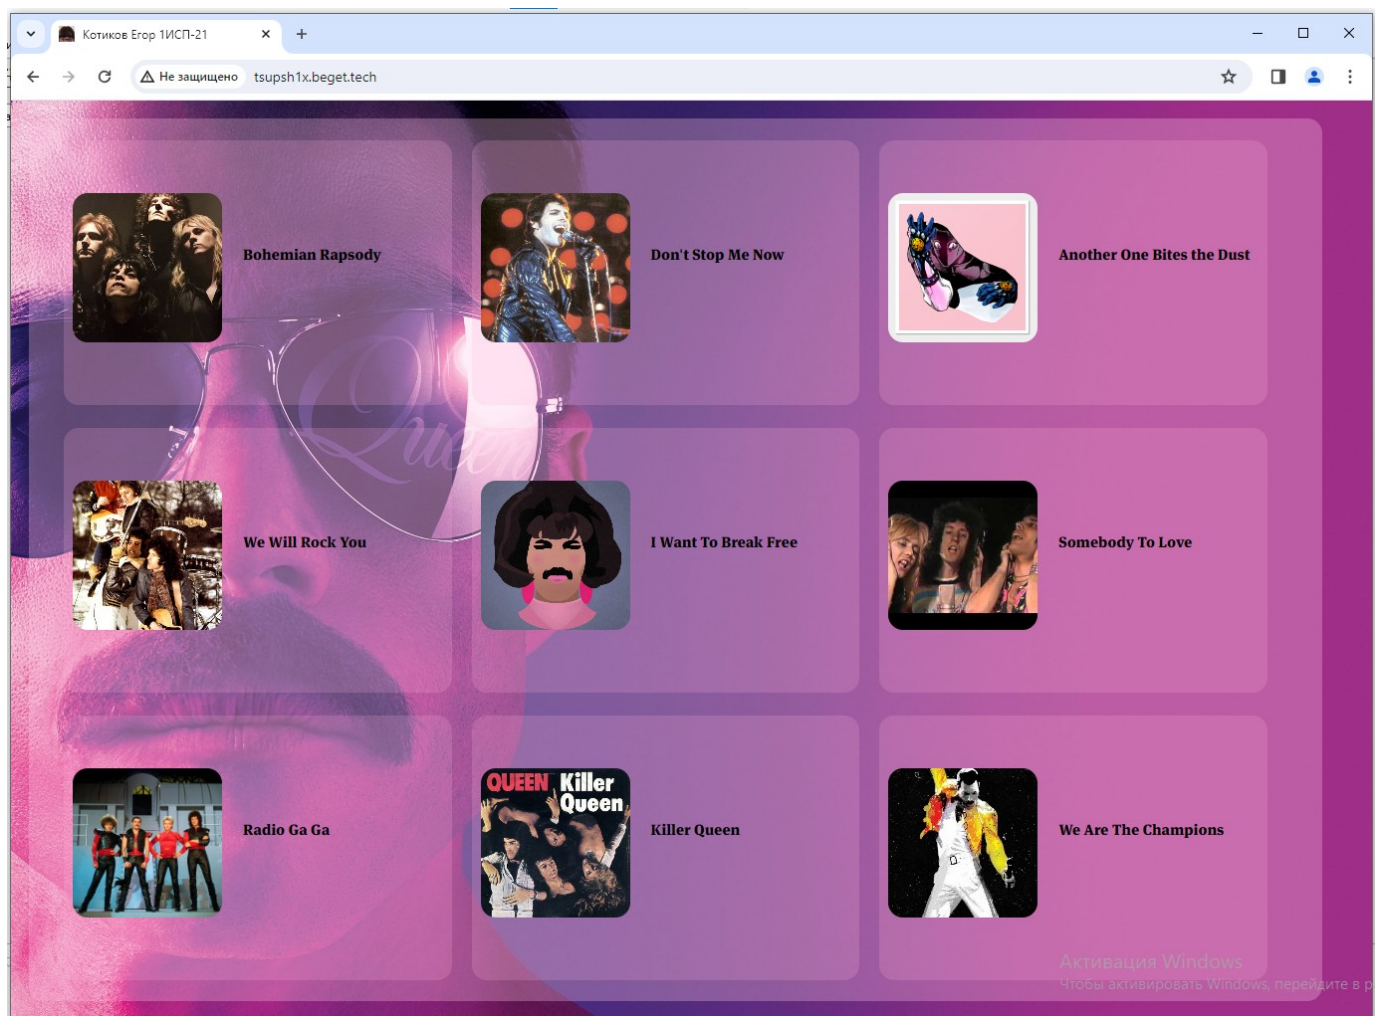 Котиков Егор 1ИСП-21
Не защищено
tsupsh1x.beget.tech
Bohemian Rapsody
Don't Stop Me Now
Another One Bites the Dust
Queen
We Will Rock You
I Want To Break Free
Somebody To Love
QUEEN Killer
Queen
Radio Ga Ga
Killer Queen
We Are The Champions
Активация Windows
Чтобы активировать Windows, перейдите в р